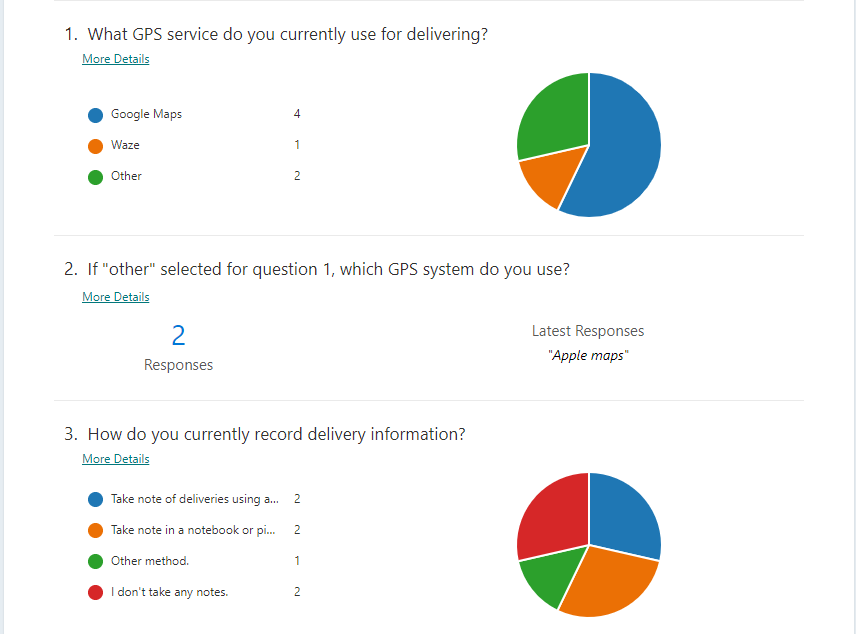 1. What GPS service do you currently use for delivering?
More Details
Google Maps 4
Waze 1
Other 2
2. If "other" selected for question 1, which GPS system do you use?
More Details
2
Responses
Latest Responses
"Apple maps"
3. How do you currently record delivery information?
More Details
Take note of deliveries using a... 2
Take note in a notebook or pi... 2
Other method. 1
I don't take any notes. 2